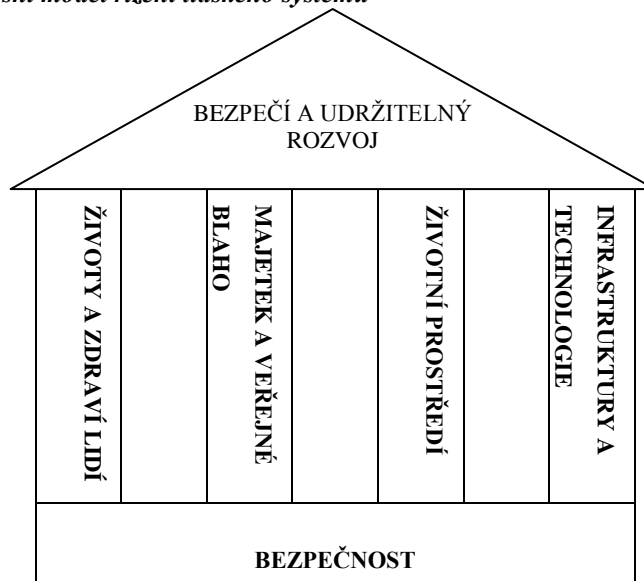 model řízení lidského systému
BEZPEČÍ A UDRŽITELNÝ
ROZVOJ
ŽIVOTY A ZDRAVÍ LIDÍ
MAJETEK A VEŘEJNÉ
BLAHO
ŽIVOTNÍ PROSTŘEDÍ
INFRASTRUKTURY A
TECHNOLOGIE
BEZPEČNOST